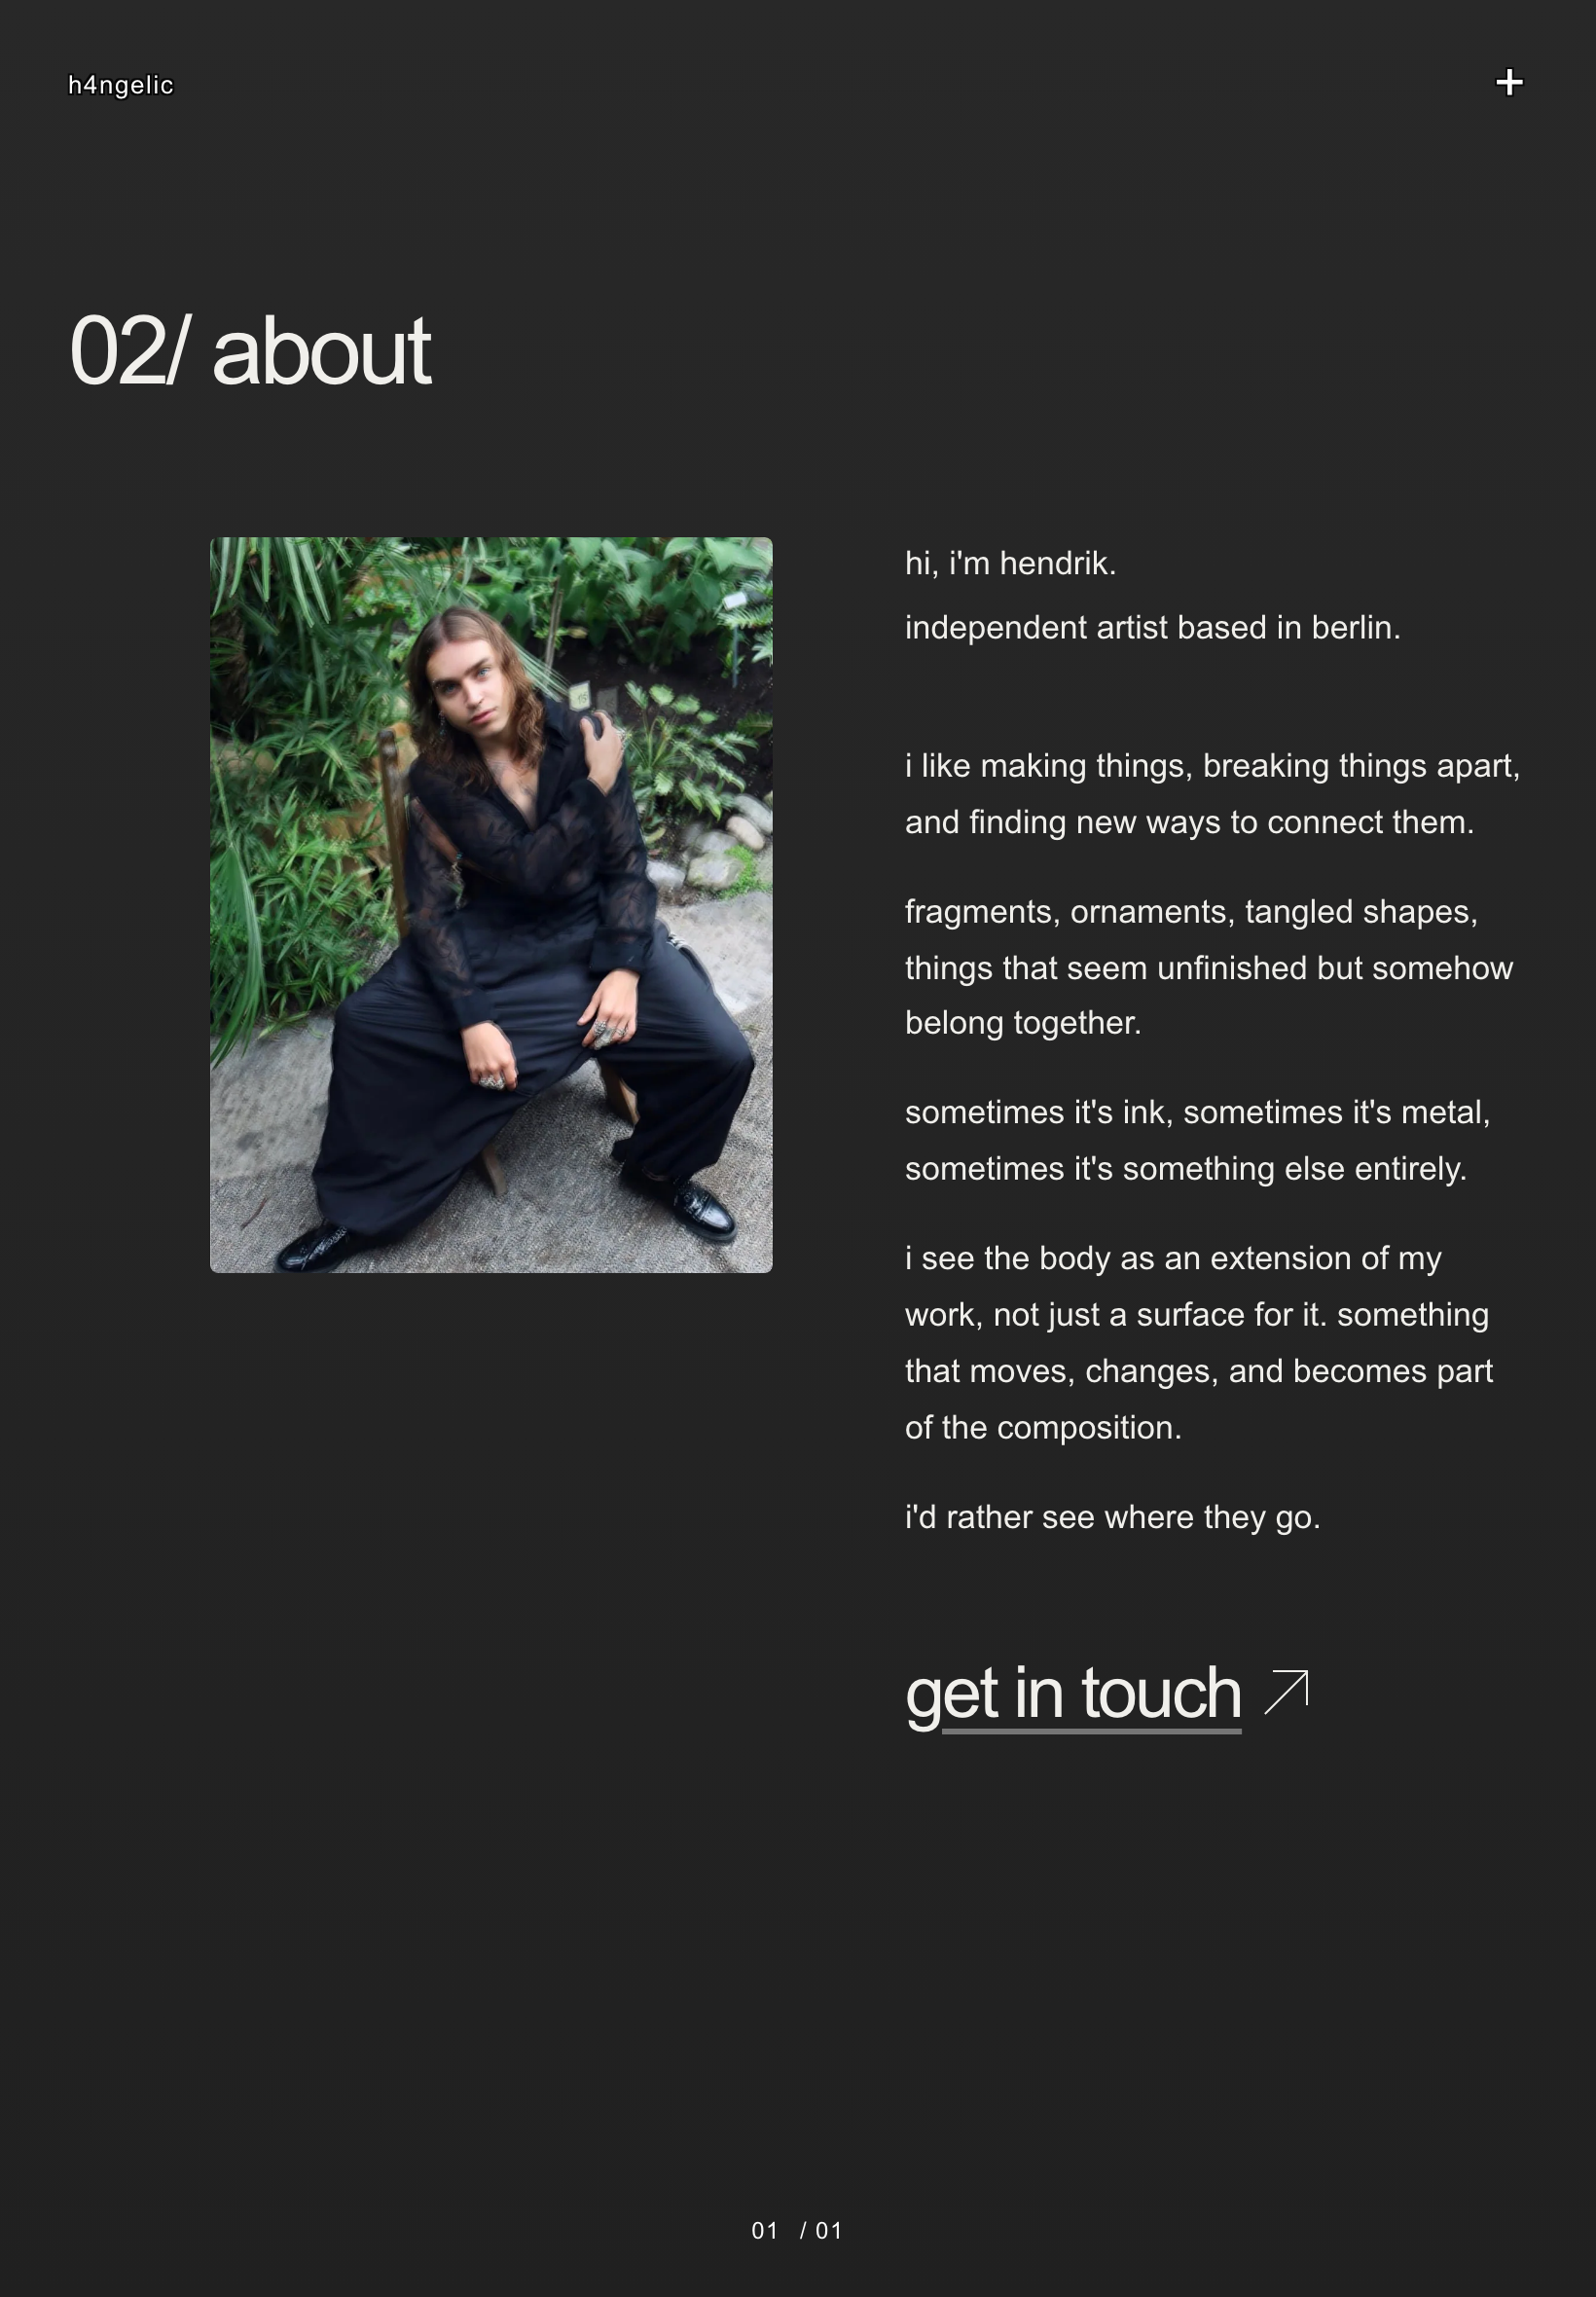 h4ngelic
+
02/ about
hi, i'm hendrik.
independent artist based in berlin.
i like making things, breaking things apart,
and finding new ways to connect them.
fragments, ornaments, tangled shapes,
things that seem unfinished but somehow
belong together.
sometimes it's ink, sometimes it's metal,
sometimes it's something else entirely.
i see the body as an extension of my
work, not just a surface for it. something
that moves, changes, and becomes part
of the composition.
i'd rather see where they go.
get in touch
01 / 01